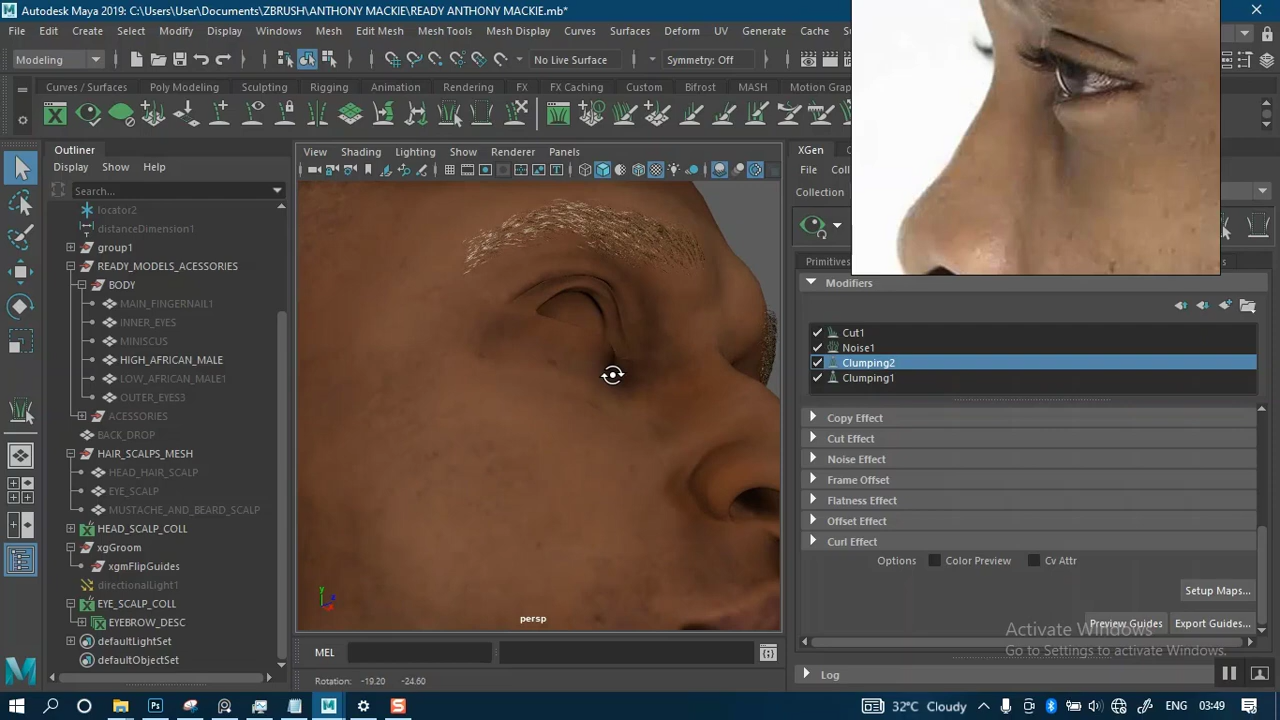 Autodesk Maya 2019: C:\Users\User\Documents\ZBRUSH\ANTHONY MACKIE\READY ANTHONY MACKIE.mb*
File Edit Create Select Modify Display Windows Mesh Edit Mesh Mesh Tools Mesh Display Curves Surfaces Deform UV Generate Cache
Modeling No Live Surface Symmetry: Off
Curves / Surfaces Poly Modeling Sculpting Rigging Animation Rendering FX FX Caching Custom Bifrost MASH Motion Graph
Outliner
Display Show Help
Search...
locator2
distanceDimension1
group1
READY_MODELS_ACESSORIES
BODY
MAIN_FINGERNAIL1
INNER_EYES
MINISCUS
HIGH_AFRICAN_MALE
LOW_AFRICAN_MALE1
OUTER_EYES3
ACESSORIES
BACK_DROP
HAIR_SCALPS_MESH
HEAD_HAIR_SCALP
EYE_SCALP
MUSTACHE_AND_BEARD_SCALP
HEAD_SCALP_COLL
xgGroom
xgmFlipGuides
directionalLight1
EYE_SCALP_COLL
EYEBROW_DESC
defaultLightSet
defaultObjectSet
View Shading Lighting Show Renderer Panels
persp
MEL
Rotation: -19.20 -24.60
XGen
File Coll
Collection
Primitives
Modifiers
Cut1
Noise1
Clumping2
Clumping1
Copy Effect
Cut Effect
Noise Effect
Frame Offset
Flatness Effect
Offset Effect
Curl Effect
Options Color Preview Cv Attr
Setup Maps...
Preview Guides Export Guides...
Activate Windows
Go to Settings to activate Windows.
Log
32°C Cloudy ENG 03:49